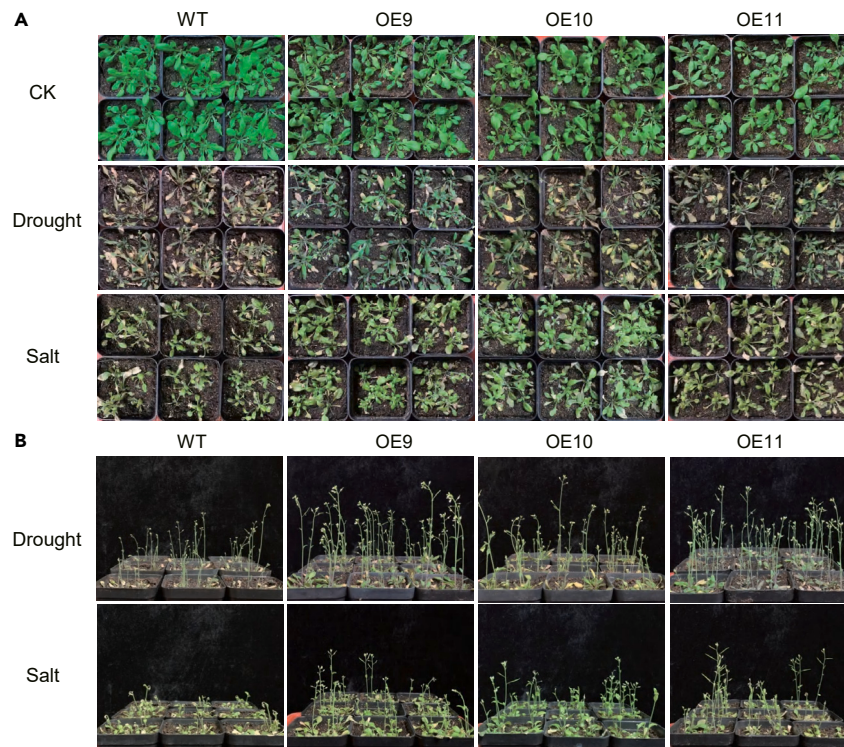 A WT OE9 OE10 OE11
CK
Drought
Salt
B WT OE9 OE10 OE11
Drought
Salt